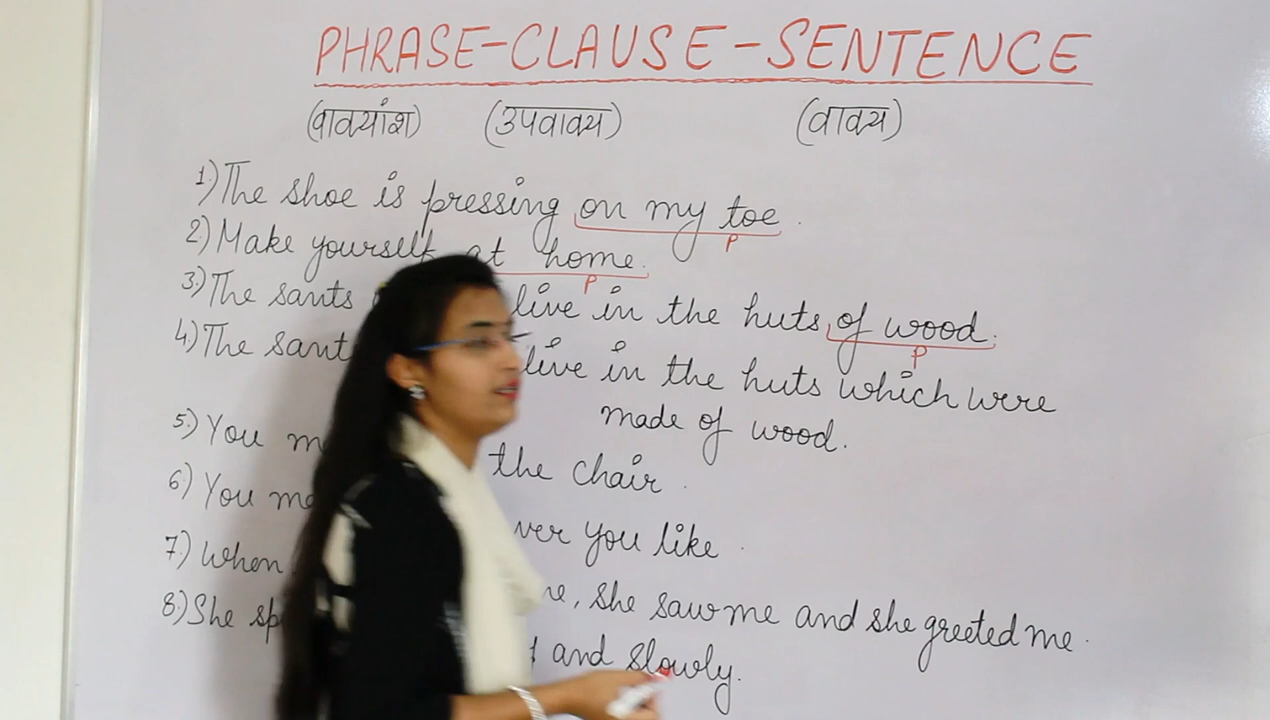 PHRASE-CLAUSE-SENTENCE
(वाक्यांश) (उपवाक्य) (वाक्य)
1) The shoe is pressing on my toe.
P
2) Make yourself at home.
P
3) The sants live in the huts of wood.
P
4) The sant live in the huts which were
made of wood.
5) You the chair.
6) You you like.
7) When , she saw me and she greeted me.
8) She and slowly.